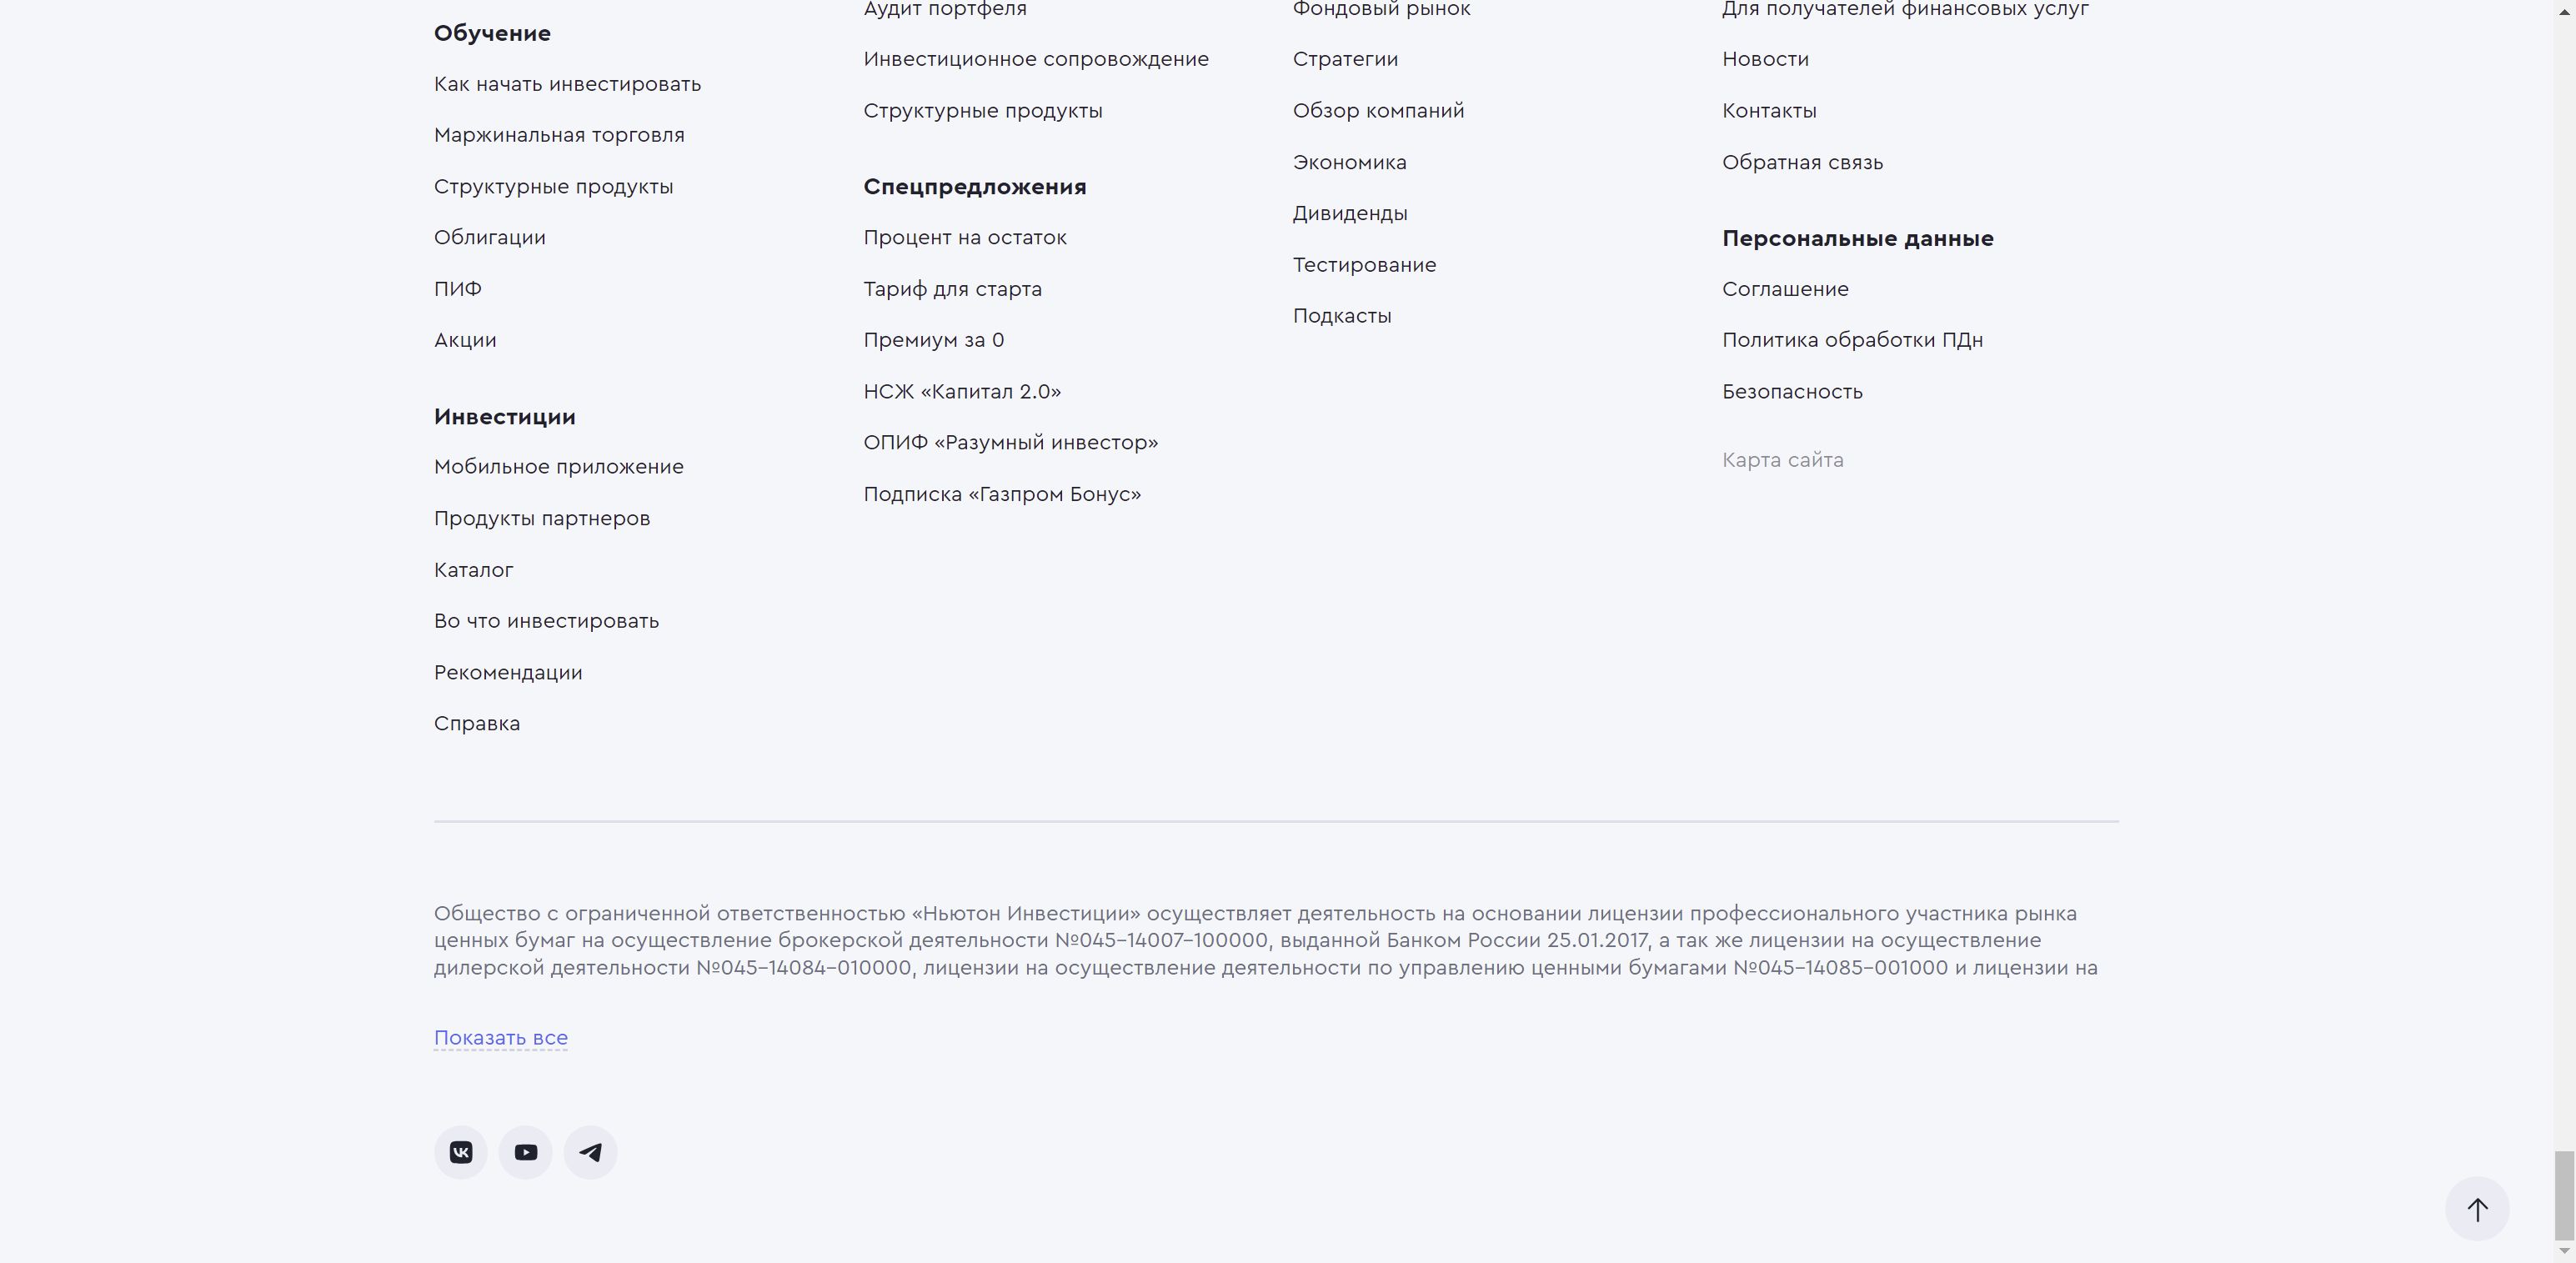 Обучение
Как начать инвестировать
Маржинальная торговля
Структурные продукты
Облигации
ПИФ
Акции
Инвестиции
Мобильное приложение
Продукты партнеров
Каталог
Во что инвестировать
Рекомендации
Справка
Аудит портфеля
Инвестиционное сопровождение
Структурные продукты
Спецпредложения
Процент на остаток
Тариф для старта
Премиум за 0
НСЖ «Капитал 2.0»
ОПИФ «Разумный инвестор»
Подписка «Газпром Бонус»
Фондовый рынок
Стратегии
Обзор компаний
Экономика
Дивиденды
Тестирование
Подкасты
Для получателей финансовых услуг
Новости
Контакты
Обратная связь
Персональные данные
Соглашение
Политика обработки ПДн
Безопасность
Карта сайта
Общество с ограниченной ответственностью «Ньютон Инвестиции» осуществляет деятельность на основании лицензии профессионального участника рынка
ценных бумаг на осуществление брокерской деятельности №045-14007-100000, выданной Банком России 25.01.2017, а так же лицензии на осуществление
дилерской деятельности №045-14084-010000, лицензии на осуществление деятельности по управлению ценными бумагами №045-14085-001000 и лицензии на
Показать все